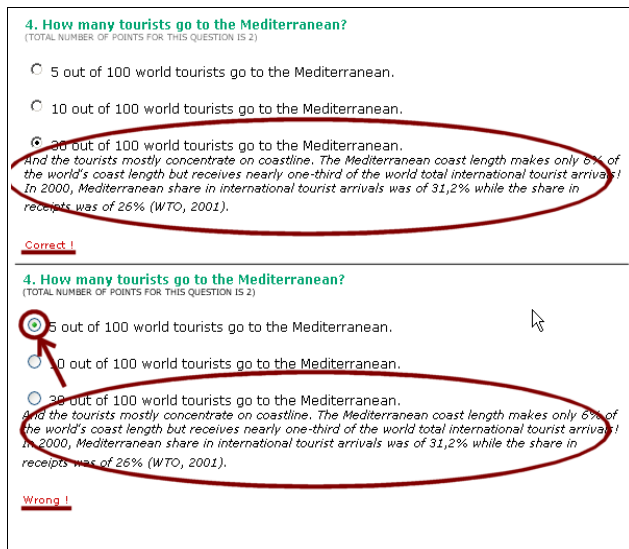 4. How many tourists go to the Mediterranean?
(TOTAL NUMBER OF POINTS FOR THIS QUESTION IS 2)
5 out of 100 world tourists go to the Mediterranean.
10 out of 100 world tourists go to the Mediterranean.
30 out of 100 world tourists go to the Mediterranean.
And the tourists mostly concentrate on coastline. The Mediterranean coast length makes only 6% of
the world's coast length but receives nearly one-third of the world total international tourist arrivals!
In 2000, Mediterranean share in international tourist arrivals was of 31,2% while the share in
receipts was of 26% (WTO, 2001).
Correct !
4. How many tourists go to the Mediterranean?
(TOTAL NUMBER OF POINTS FOR THIS QUESTION IS 2)
5 out of 100 world tourists go to the Mediterranean.
10 out of 100 world tourists go to the Mediterranean.
30 out of 100 world tourists go to the Mediterranean.
And the tourists mostly concentrate on coastline. The Mediterranean coast length makes only 6% of
the world's coast length but receives nearly one-third of the world total international tourist arrivals!
In 2000, Mediterranean share in international tourist arrivals was of 31,2% while the share in
receipts was of 26% (WTO, 2001).
Wrong !